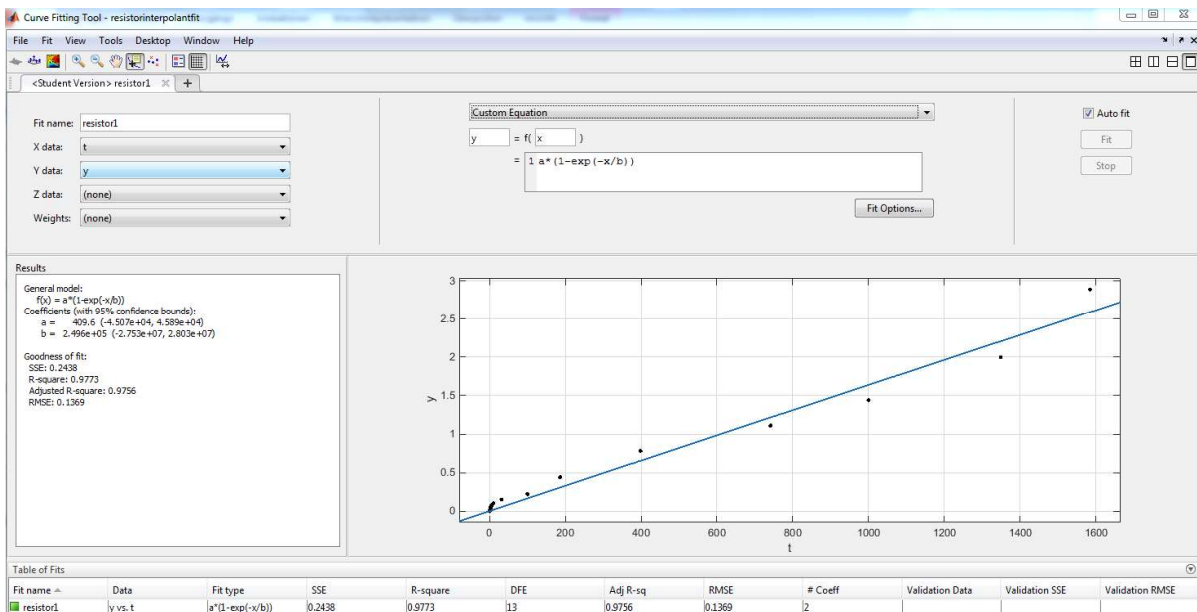 Curve Fitting Tool - resistorinterpolantfit
File Fit View Tools Desktop Window Help
<Student Version> resistor1
Fit name: resistor1
X data: t
Y data: y
Z data: (none)
Weights: (none)
Custom Equation
y = f( x )
= 1 a*(1-exp(-x/b))
Fit Options...
Auto fit
Fit
Stop
Results
General model:
f(x) = a*(1-exp(-x/b))
Coefficients (with 95% confidence bounds):
a = 409.6 (-4.507e+04, 4.589e+04)
b = 2.496e+05 (-2.753e+07, 2.803e+07)
Goodness of fit:
SSE: 0.2438
R-square: 0.9773
Adjusted R-square: 0.9756
RMSE: 0.1369
3
2.5
2
1.5
1
0.5
0
y
0 200 400 600 800 1000 1200 1400 1600
t
Table of Fits
Fit name Data Fit type SSE R-square DFE Adj R-sq RMSE # Coeff Validation Data Validation SSE Validation RMSE
resistor1 y vs. t a*(1-exp(-x/b)) 0.2438 0.9773 13 0.9756 0.1369 2